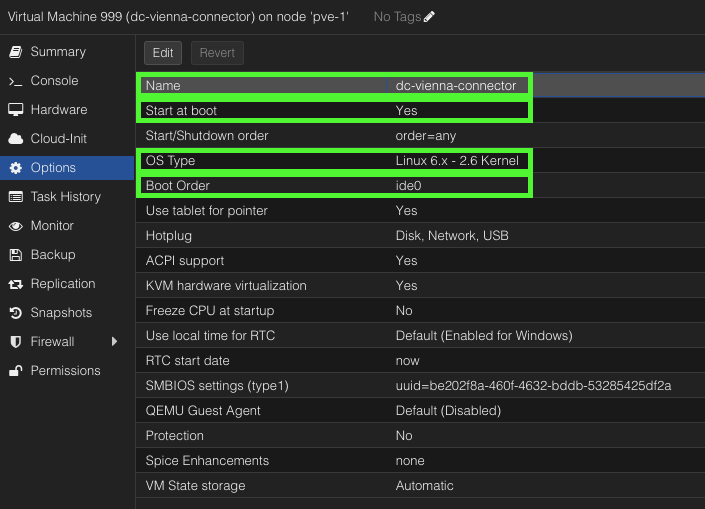 Virtual Machine 999 (dc-vienna-connector) on node 'pve-1' No Tags
Summary
Console
Hardware
Cloud-Init
Options
Task History
Monitor
Backup
Replication
Snapshots
Firewall
Permissions
Edit Revert
Name dc-vienna-connector
Start at boot Yes
Start/Shutdown order order=any
OS Type Linux 6.x - 2.6 Kernel
Boot Order ide0
Use tablet for pointer Yes
Hotplug Disk, Network, USB
ACPI support Yes
KVM hardware virtualization Yes
Freeze CPU at startup No
Use local time for RTC Default (Enabled for Windows)
RTC start date now
SMBIOS settings (type1) uuid=be202f8a-460f-4632-bddb-53285425df2a
QEMU Guest Agent Default (Disabled)
Protection No
Spice Enhancements none
VM State storage Automatic